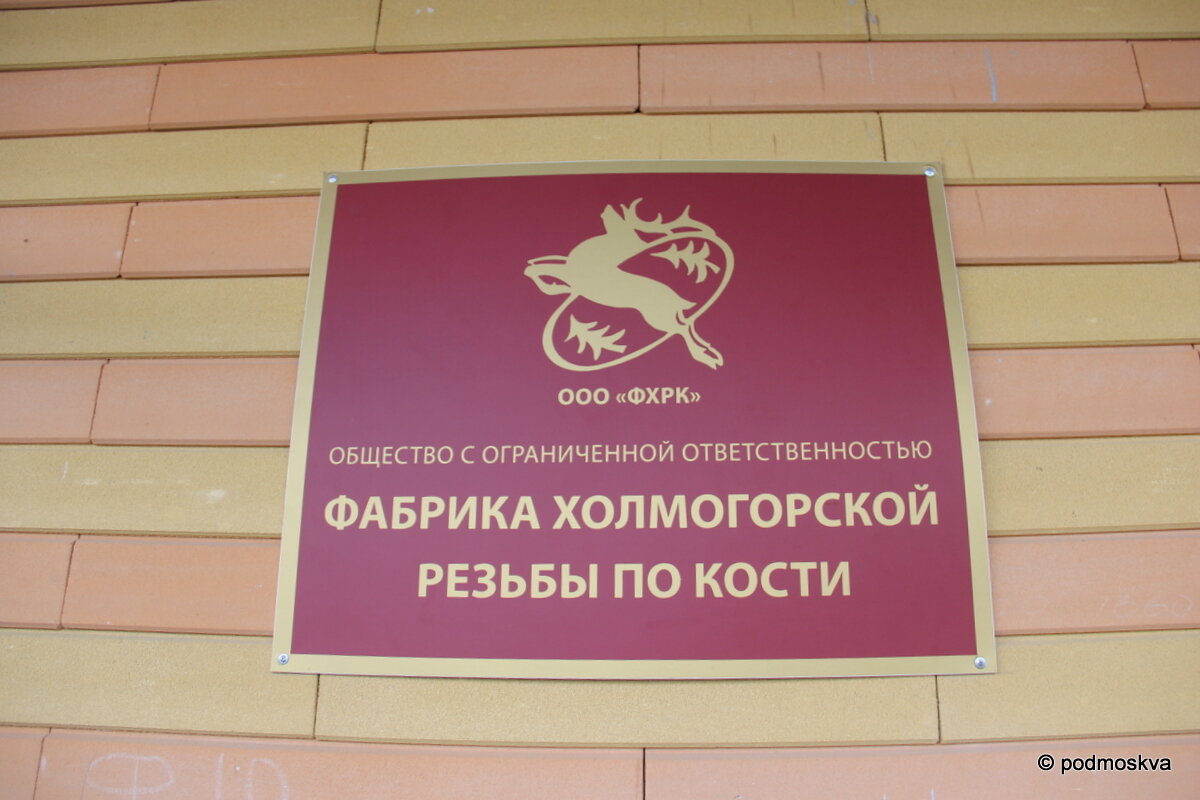 ООО «ФХРК»
ОБЩЕСТВО С ОГРАНИЧЕННОЙ ОТВЕТСТВЕННОСТЬЮ
ФАБРИКА ХОЛМОГОРСКОЙ
РЕЗЬБЫ ПО КОСТИ
© podmoskva